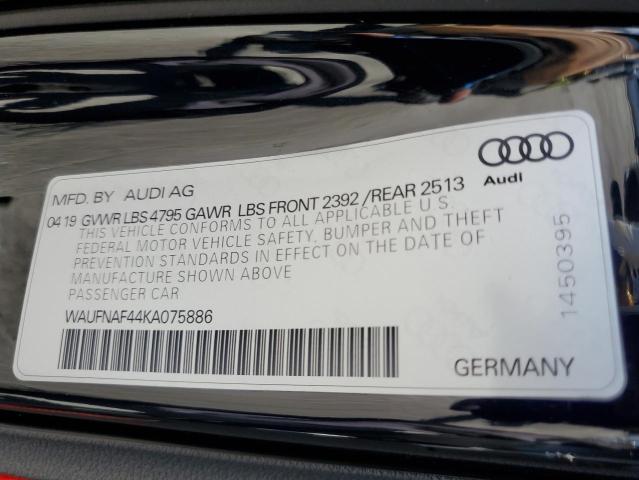 MFD. BY AUDI AG
Audi
04 19 GVWR LBS 4795 GAWR LBS FRONT 2392 /REAR 2513
THIS VEHICLE CONFORMS TO ALL APPLICABLE U S
FEDERAL MOTOR VEHICLE SAFETY, BUMPER AND THEFT
PREVENTION STANDARDS IN EFFECT ON THE DATE OF
MANUFACTURE SHOWN ABOVE
PASSENGER CAR
WAUFNAF44KA075886
GERMANY
1450395